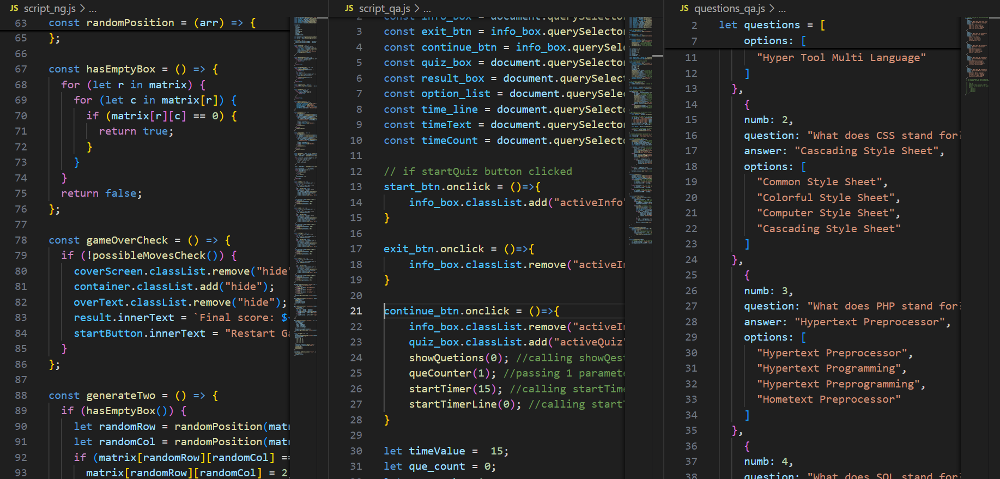 JS script_ng.js > ...
63 const randomPosition = (arr) => {
65 };
66
67 const hasEmptyBox = () => {
68 for (let r in matrix) {
69 for (let c in matrix[r]) {
70 if (matrix[r][c] == 0) {
71 return true;
72 }
73 }
74 }
75 return false;
76 };
77
78 const gameOverCheck = () => {
79 if (!possibleMovesCheck()) {
80 coverScreen.classList.remove("hide"
81 container.classList.add("hide");
82 overText.classList.remove("hide");
83 result.innerText = `Final score: $
84 startButton.innerText = "Restart Ga
85 }
86 };
87
88 const generateTwo = () => {
89 if (hasEmptyBox()) {
90 let randomRow = randomPosition(mat
91 let randomCol = randomPosition(mat
92 if (matrix[randomRow][randomCol] ==
93 matrix[randomRow][randomCol] = 2
JS script_qa.js > ...
2 const info_box = document.querySelecto
3 const exit_btn = info_box.querySelector
4 const continue_btn = info_box.querySele
5 const quiz_box = document.querySelector
6 const result_box = document.querySelect
7 const option_list = document.querySelec
8 const time_line = document.querySelecto
9 const timeText = document.querySelector
10 const timeCount = document.querySelecto
11
12 // if startQuiz button clicked
13 start_btn.onclick = ()=>{
14 info_box.classList.add("activeInfo"
15 }
16
17 exit_btn.onclick = ()=>{
18 info_box.classList.remove("activeIn
19 }
20
21 continue_btn.onclick = ()=>{
22 info_box.classList.remove("activeIn
23 quiz_box.classList.add("activeQuiz"
24 showQuetions(0); //calling showQest
25 queCounter(1); //passing 1 paramete
26 startTimer(15); //calling startTime
27 startTimerLine(0); //calling startT
28 }
29
30 let timeValue =  15;
31 let que_count = 0;
JS questions_qa.js > ...
2 let questions = [
7 options: [
11 "Hyper Tool Multi Language"
12 ]
13 },
14 {
15 numb: 2,
16 question: "What does CSS stand for?
17 answer: "Cascading Style Sheet",
18 options: [
19 "Common Style Sheet",
20 "Colorful Style Sheet",
21 "Computer Style Sheet",
22 "Cascading Style Sheet"
23 ]
24 },
25 {
26 numb: 3,
27 question: "What does PHP stand for?
28 answer: "Hypertext Preprocessor",
29 options: [
30 "Hypertext Preprocessor",
31 "Hypertext Programming",
32 "Hypertext Preprogramming",
33 "Hometext Preprocessor"
34 ]
35 },
36 {
37 numb: 4,
38 question: "What does SQL stand for?